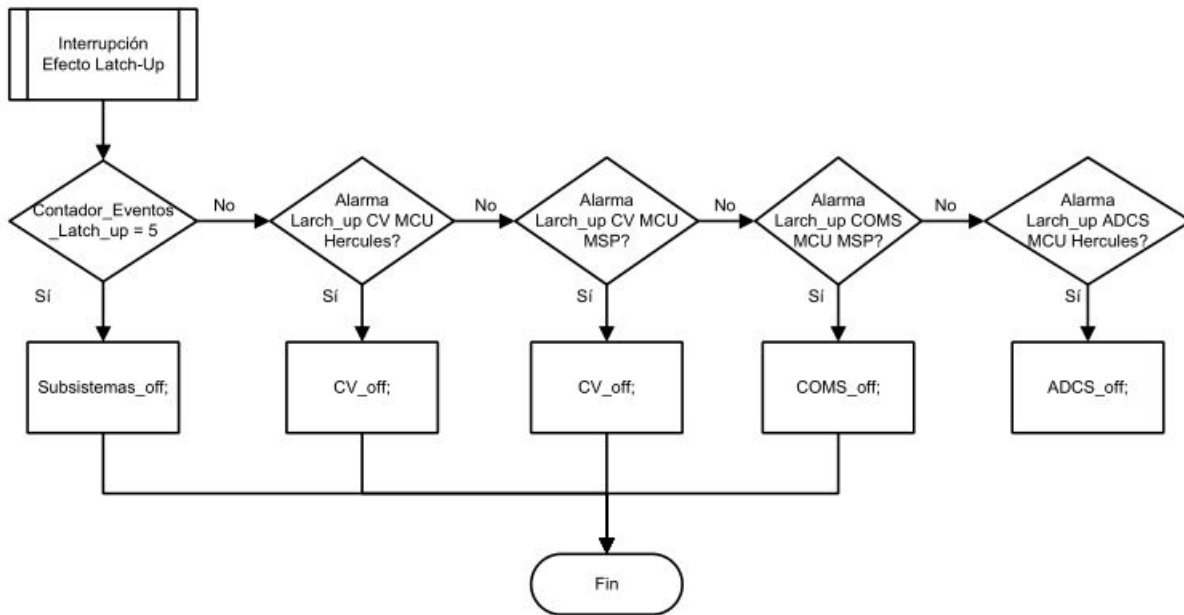 Interrupción
Efecto Latch-Up
Contador_Eventos
_Latch_up = 5
No
Alarma
Larch_up CV MCU
Hercules?
No
Alarma
Larch_up CV MCU
MSP?
No
Alarma
Larch_up COMS
MCU MSP?
No
Alarma
Larch_up ADCS
MCU Hercules?
Sí
Sí
Sí
Sí
Sí
Subsistemas_off;
CV_off;
CV_off;
COMS_off;
ADCS_off;
Fin